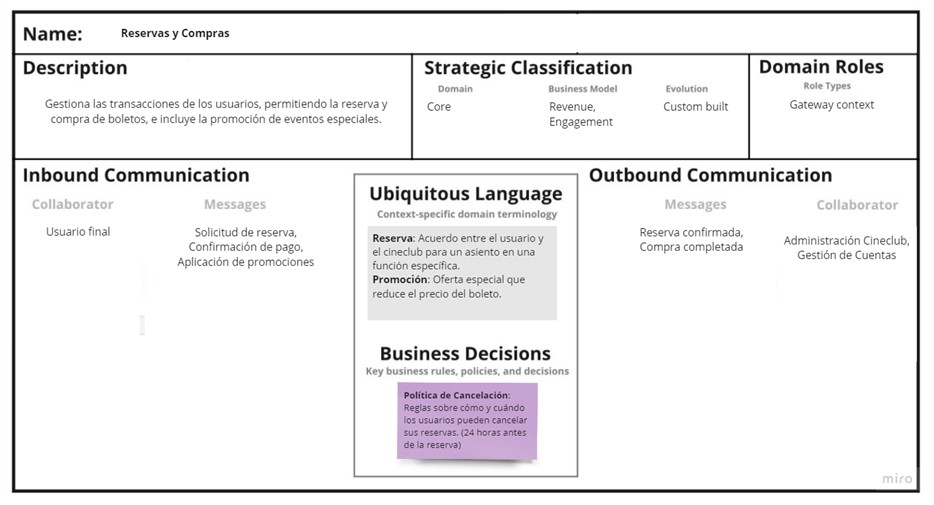 Name: Reservas y Compras
Description
Gestiona las transacciones de los usuarios, permitiendo la reserva y
compra de boletos, e incluye la promoción de eventos especiales.
Strategic Classification
Domain
Core
Business Model
Revenue,
Engagement
Evolution
Custom built
Domain Roles
Role Types
Gateway context
Inbound Communication
Collaborator
Usuario final
Messages
Solicitud de reserva,
Confirmación de pago,
Aplicación de promociones
Ubiquitous Language
Context-specific domain terminology
Reserva: Acuerdo entre el usuario y
el cineclub para un asiento en una
función específica.
Promoción: Oferta especial que
reduce el precio del boleto.
Business Decisions
Key business rules, policies, and decisions
Política de Cancelación:
Reglas sobre cómo y cuándo
los usuarios pueden cancelar
sus reservas. (24 horas antes
de la reserva)
Outbound Communication
Messages
Reserva confirmada,
Compra completada
Collaborator
Administración Cineclub,
Gestión de Cuentas
miro